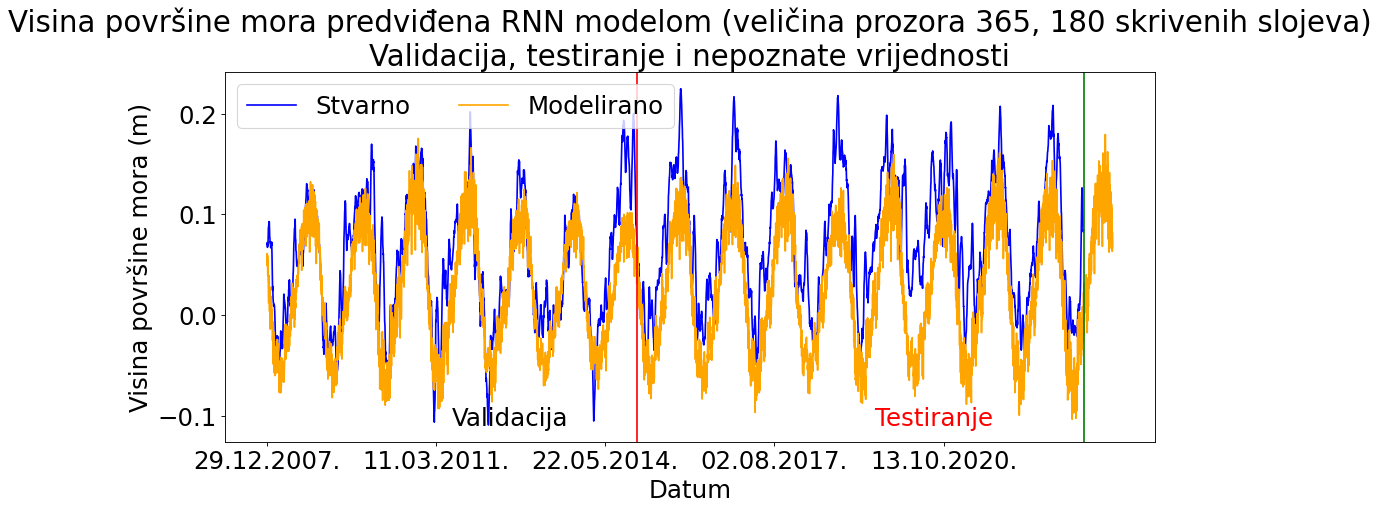 Visina površine mora predviđena RNN modelom (veličina prozora 365, 180 skrivenih slojeva)
Validacija, testiranje i nepoznate vrijednosti
Stvarno
Modelirano
Visina površine mora (m)
0.2
0.1
0.0
−0.1
Validacija
Testiranje
29.12.2007.
11.03.2011.
22.05.2014.
02.08.2017.
13.10.2020.
Datum